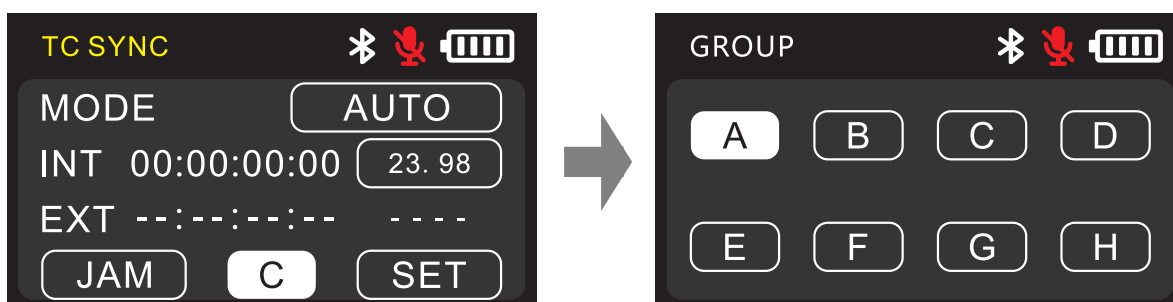 TC SYNC
MODE AUTO
INT 00:00:00:00 23. 98
EXT --:--:--:-- ----
JAM C SET
GROUP
A B C D
E F G H